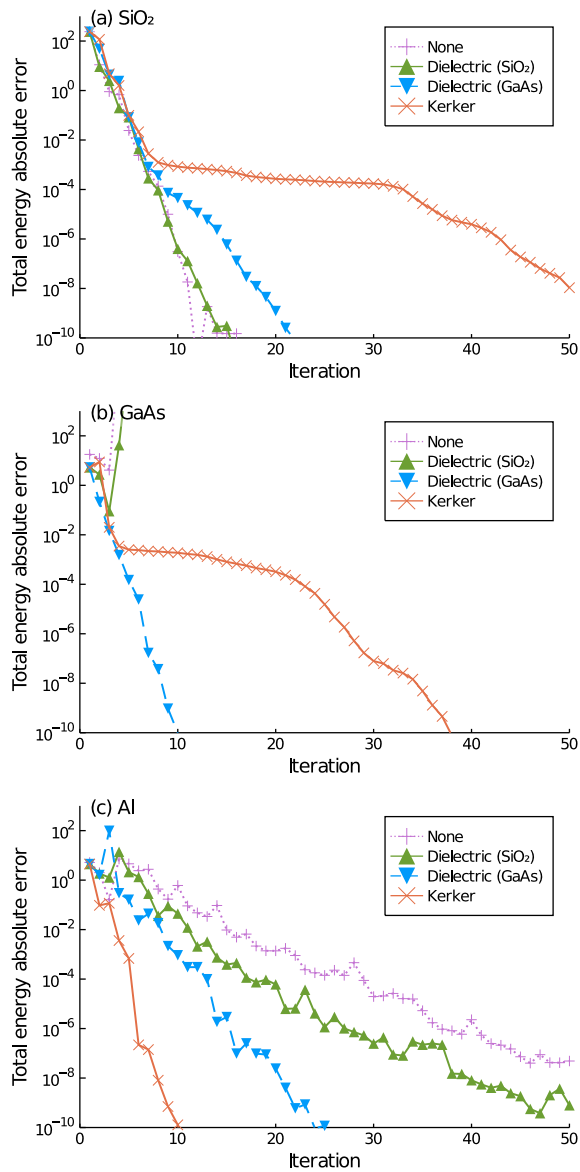 (a) SiO₂
Total energy absolute error
10²
10⁰
10⁻²
10⁻⁴
10⁻⁶
10⁻⁸
10⁻¹⁰
None
Dielectric (SiO₂)
Dielectric (GaAs)
Kerker
0 10 20 30 40 50
Iteration
(b) GaAs
Total energy absolute error
10²
10⁰
10⁻²
10⁻⁴
10⁻⁶
10⁻⁸
10⁻¹⁰
None
Dielectric (SiO₂)
Dielectric (GaAs)
Kerker
0 10 20 30 40 50
Iteration
(c) Al
Total energy absolute error
10²
10⁰
10⁻²
10⁻⁴
10⁻⁶
10⁻⁸
10⁻¹⁰
None
Dielectric (SiO₂)
Dielectric (GaAs)
Kerker
0 10 20 30 40 50
Iteration